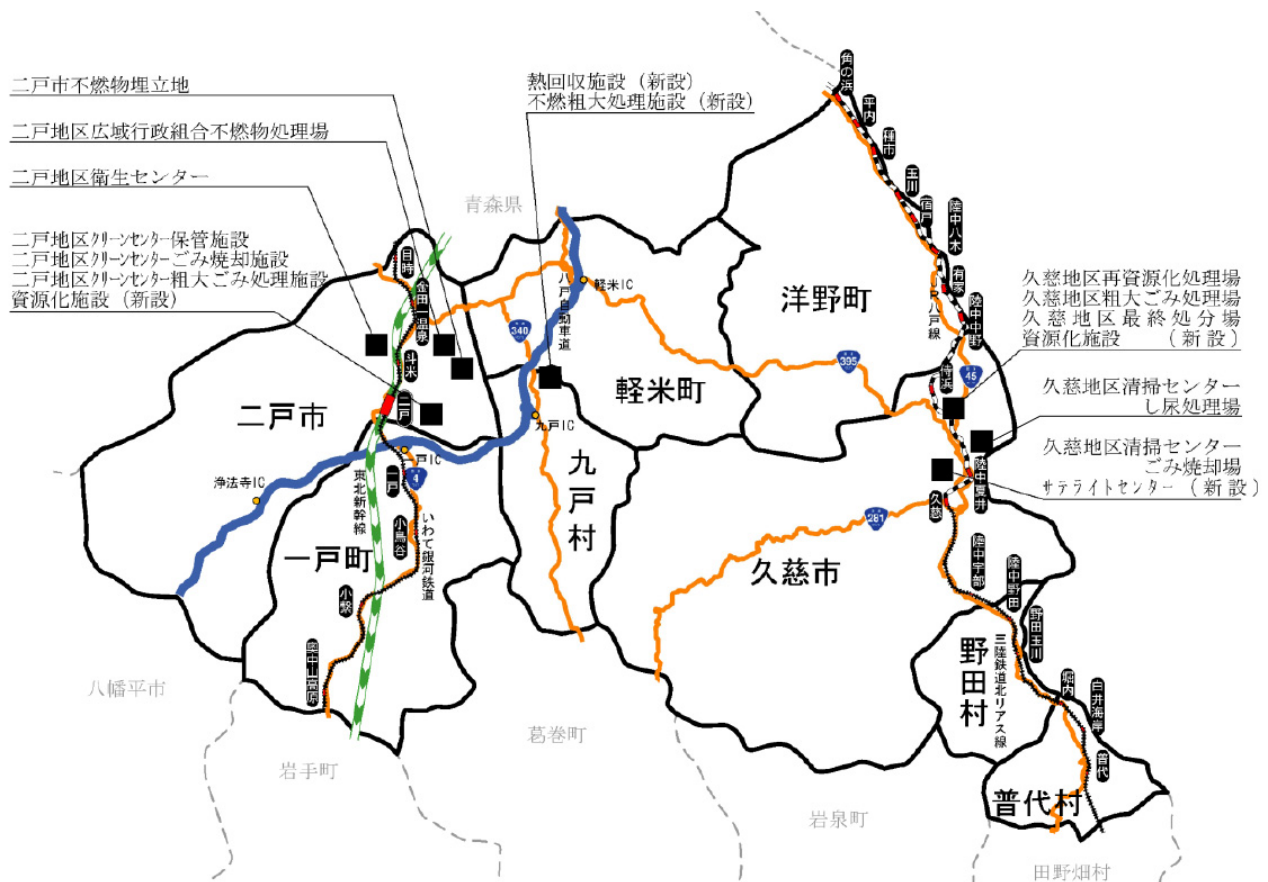 二戸市不燃物埋立地
二戸地区広域行政組合不燃物処理場
二戸地区衛生センター
二戸地区クリーンセンター保管施設
二戸地区クリーンセンターごみ焼却施設
二戸地区クリーンセンター粗大ごみ処理施設
資源化施設(新設)
熱回収施設(新設)
不燃粗大処理施設(新設)
久慈地区再資源化処理場
久慈地区粗大ごみ処理場
久慈地区最終処分場
資源化施設 (新設)
久慈地区清掃センター
し尿処理場
久慈地区清掃センター
ごみ焼却場
サテライトセンター(新設)
青森県
角の浜
平内
種市
玉川
宿戸
陸中八木
有家
陸中中野
侍浜
陸中夏井
久慈
陸中宇部
陸中野田
野田玉川
堀内
白井海岸
普代
JR八戸線
三陸鉄道北リアス線
目時
金田一温泉
斗米
二戸
一戸
小鳥谷
小繋
奥中山高原
東北新幹線
いわて銀河鉄道
八戸自動車道
軽米IC
九戸IC
一戸IC
浄法寺IC
340
395
45
4
281
二戸市
一戸町
九戸村
軽米町
洋野町
久慈市
野田村
普代村
八幡平市
岩手町
葛巻町
岩泉町
田野畑村